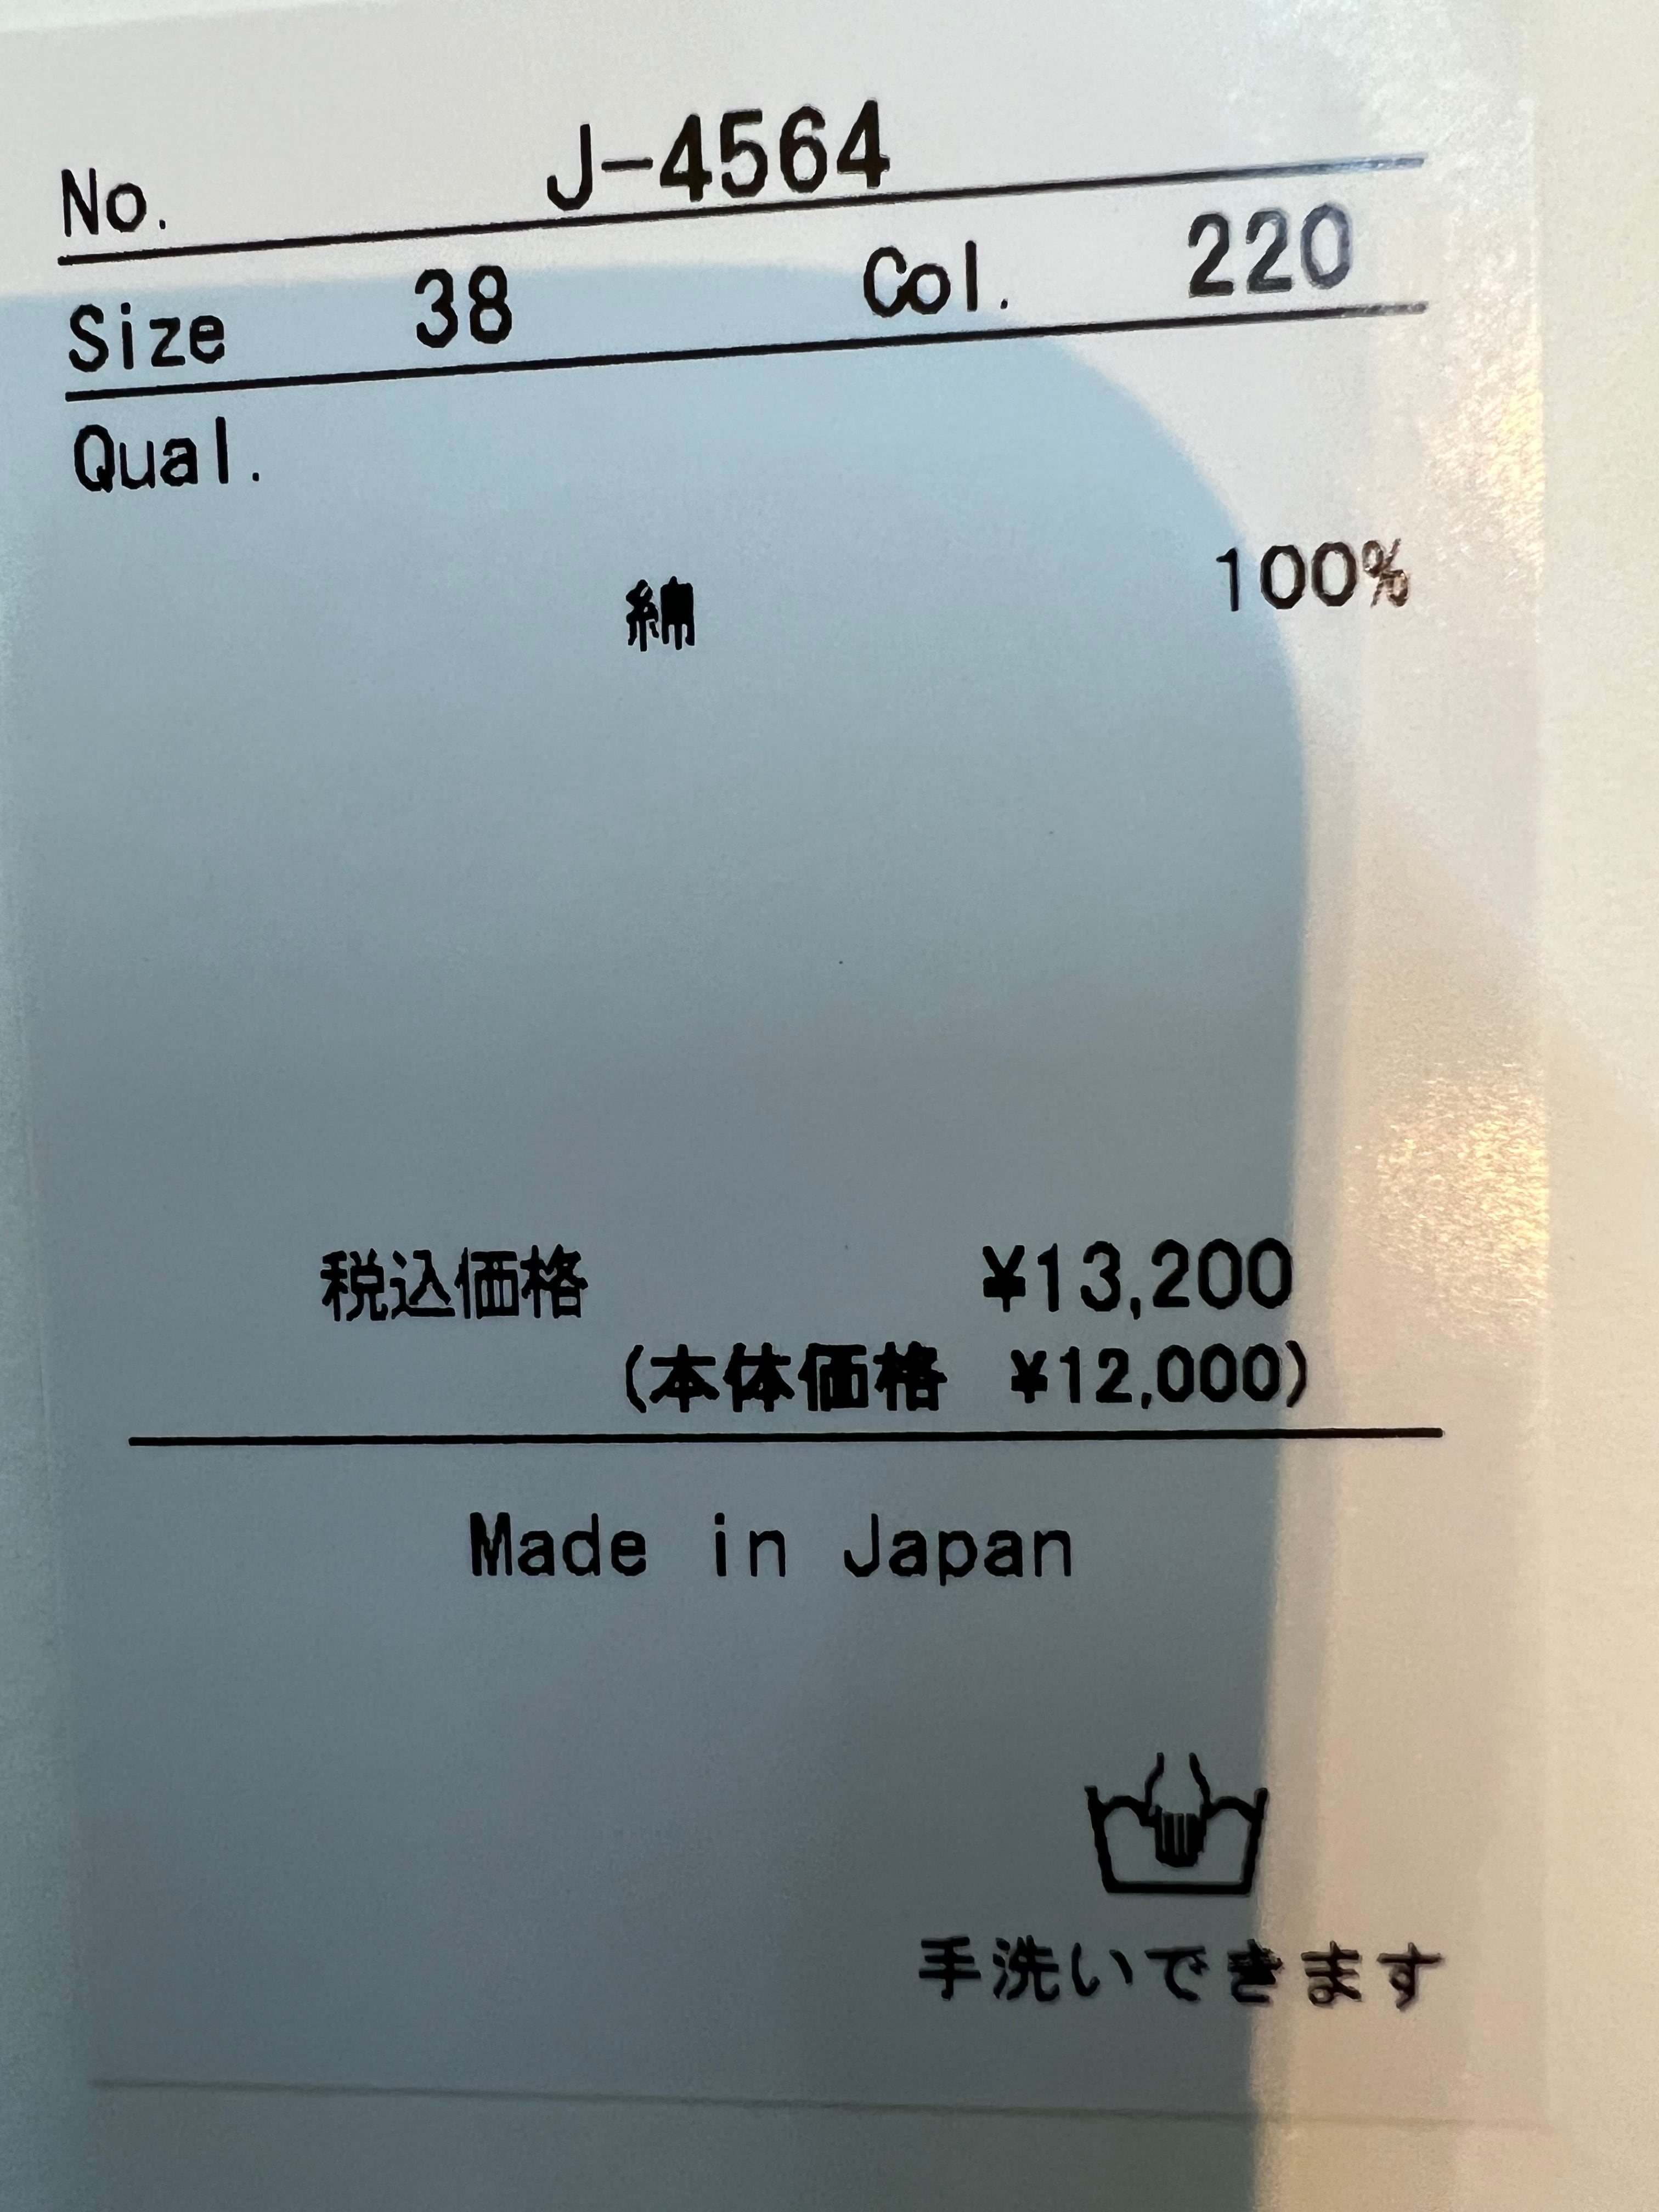 No. J-4564
Size 38 Col. 220
Qual.
綿 100%
税込価格 ¥13,200
(本体価格 ¥12,000)
Made in Japan
手洗いできます